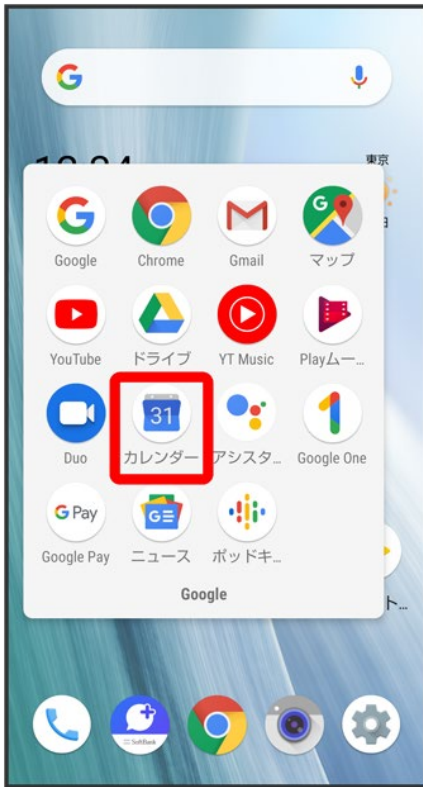 東京
Google
Chrome
Gmail
マップ
YouTube
ドライブ
YT Music
Playムー…
Duo
31
カレンダー
アシスタ…
Google One
G Pay
Google Pay
ニュース
ポッドキ…
Google
ト…
SoftBank